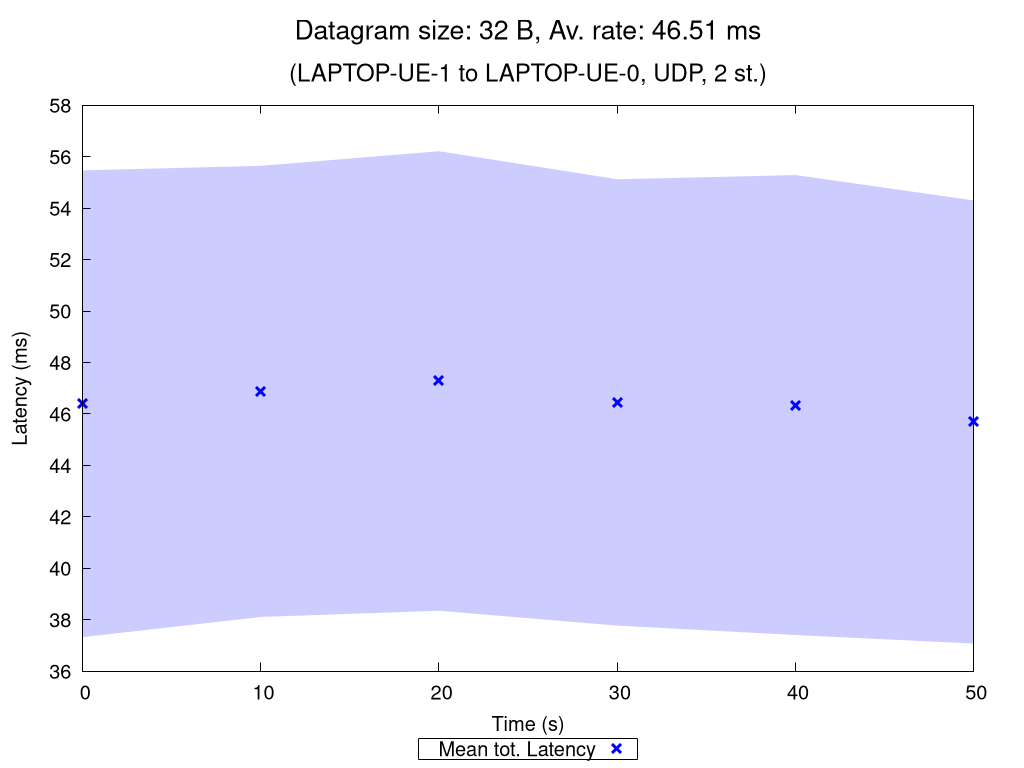 Datagram size: 32 B, Av. rate: 46.51 ms
(LAPTOP-UE-1 to LAPTOP-UE-0, UDP, 2 st.)
58
56
54
52
50
48
46
44
42
40
38
36
Latency (ms)
0 10 20 30 40 50
Time (s)
Mean tot. Latency